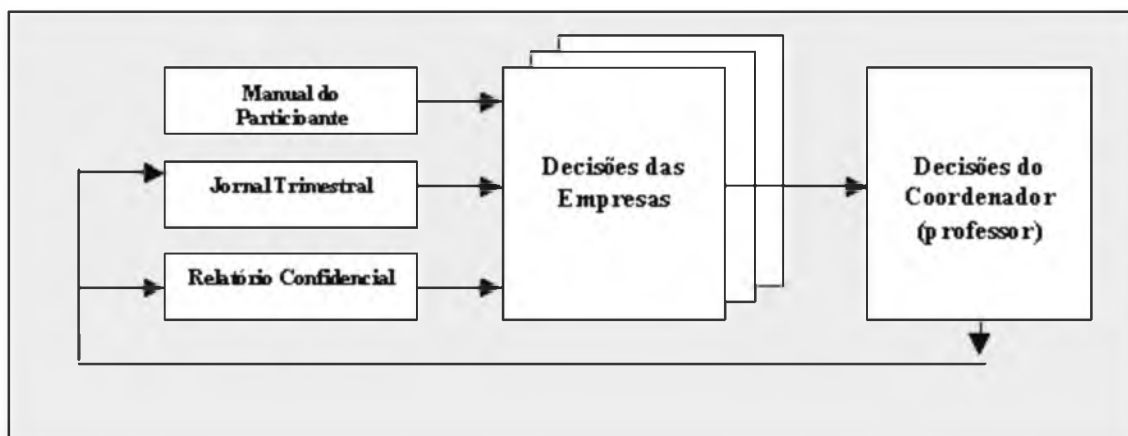 Manual do
Participante
Jornal Trimestral
Relatório Confidencial
Decisões das
Empresas
Decisões do
Coordenador
(professor)